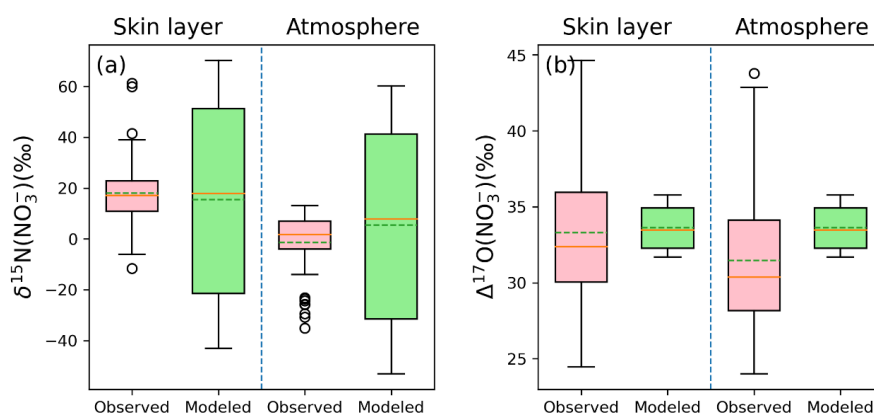 Skin layer Atmosphere
(a)
δ¹⁵N(NO₃⁻)(‰)
60
40
20
0
−20
−40
Observed Modeled Observed Modeled
Skin layer Atmosphere
(b)
Δ¹⁷O(NO₃⁻)(‰)
45
40
35
30
25
Observed Modeled Observed Modeled